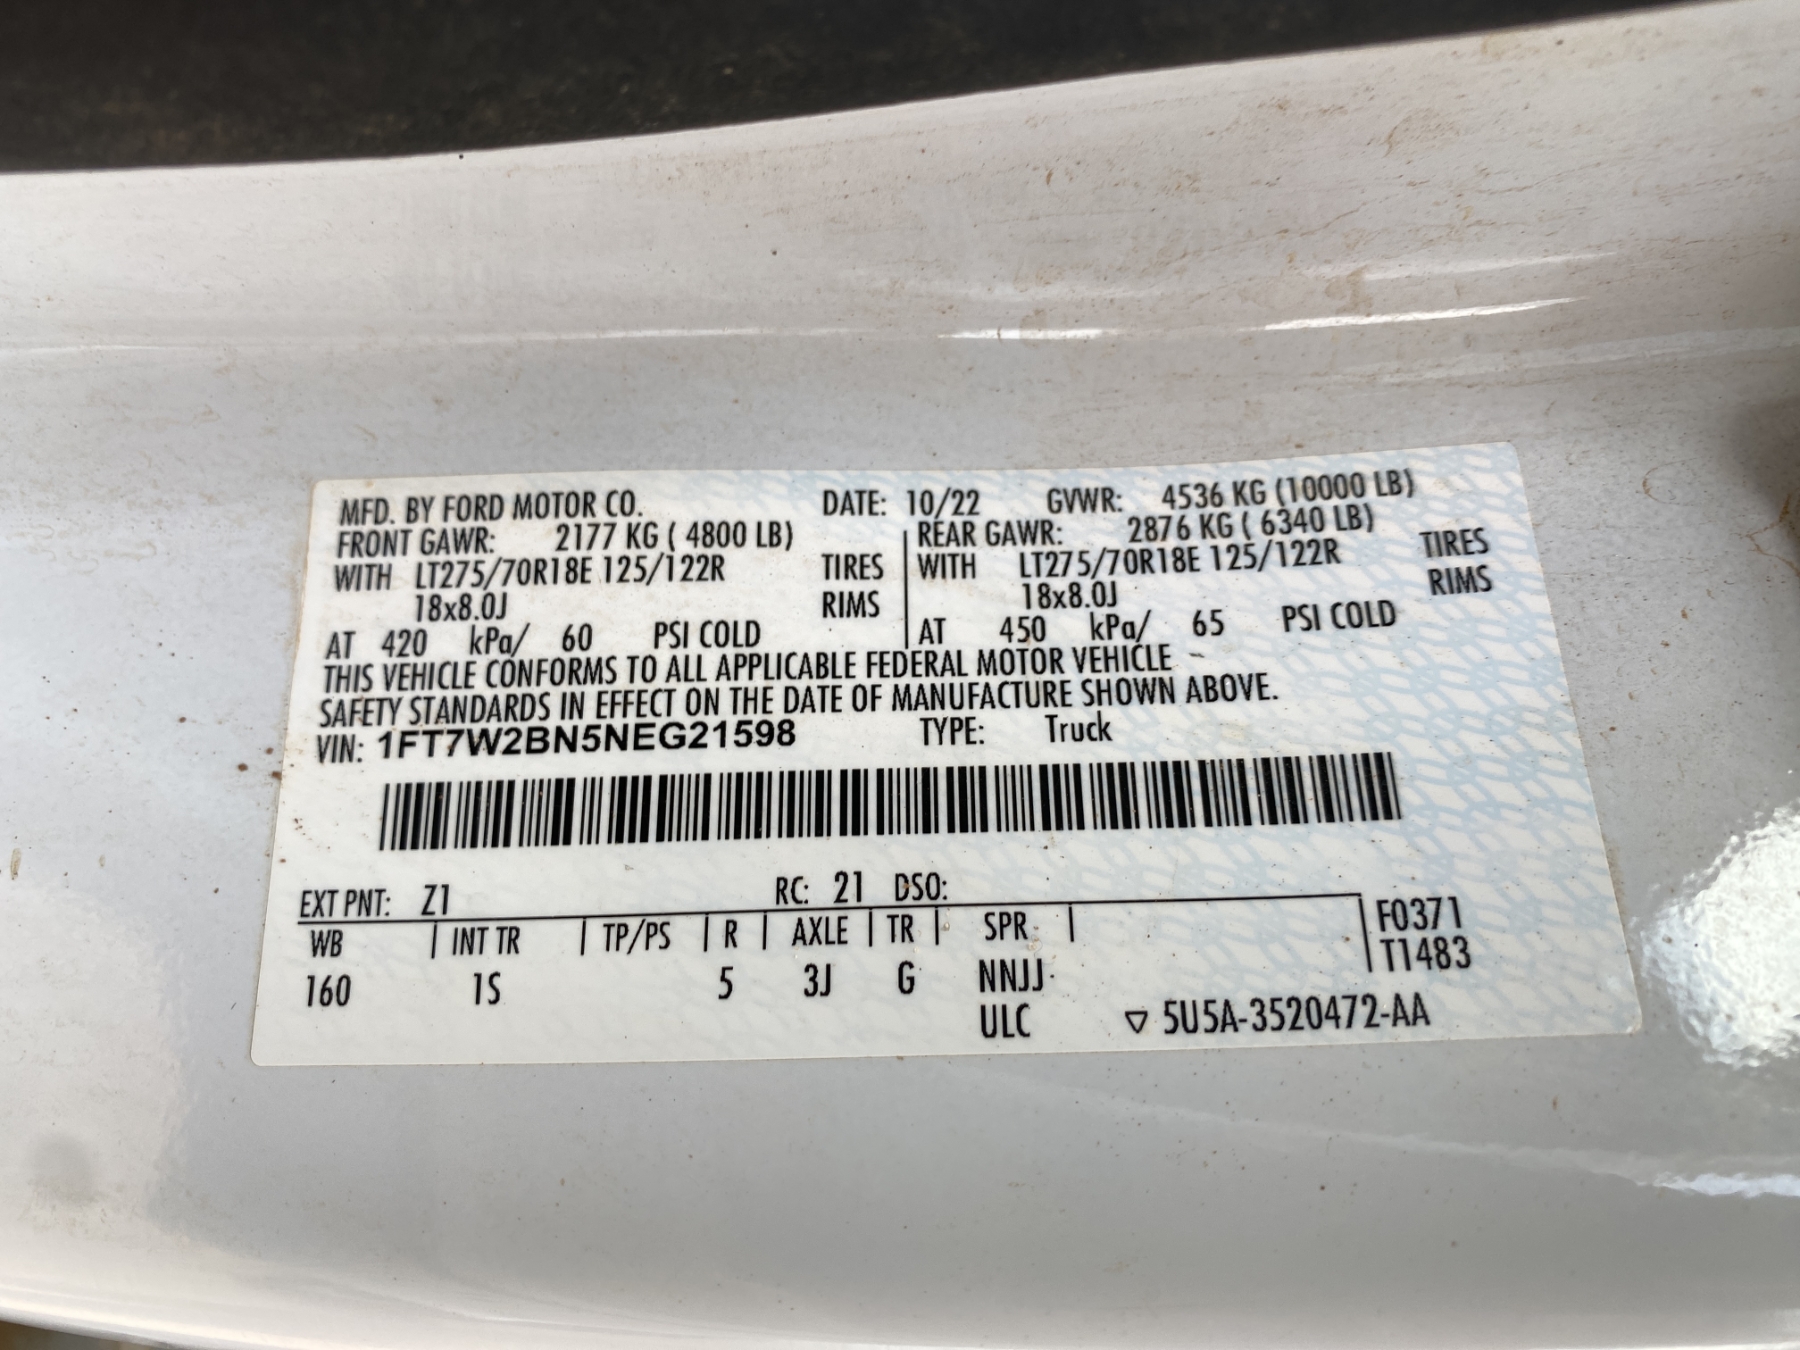 MFD. BY FORD MOTOR CO. DATE: 10/22 GVWR: 4536 KG (10000 LB)
FRONT GAWR: 2177 KG ( 4800 LB) REAR GAWR: 2876 KG ( 6340 LB)
WITH LT275/70R18E 125/122R TIRES WITH LT275/70R18E 125/122R TIRES
18x8.0J RIMS 18x8.0J RIMS
AT 420 kPa/ 60 PSI COLD AT 450 kPa/ 65 PSI COLD
THIS VEHICLE CONFORMS TO ALL APPLICABLE FEDERAL MOTOR VEHICLE
SAFETY STANDARDS IN EFFECT ON THE DATE OF MANUFACTURE SHOWN ABOVE.
VIN: 1FT7W2BN5NEG21598 TYPE: Truck
EXT PNT: Z1 RC: 21 DSO:
WB INT TR TP/PS R AXLE TR SPR F0371
T1483
160 1S 5 3J G NNJJ
ULC ▽ 5U5A-3520472-AA